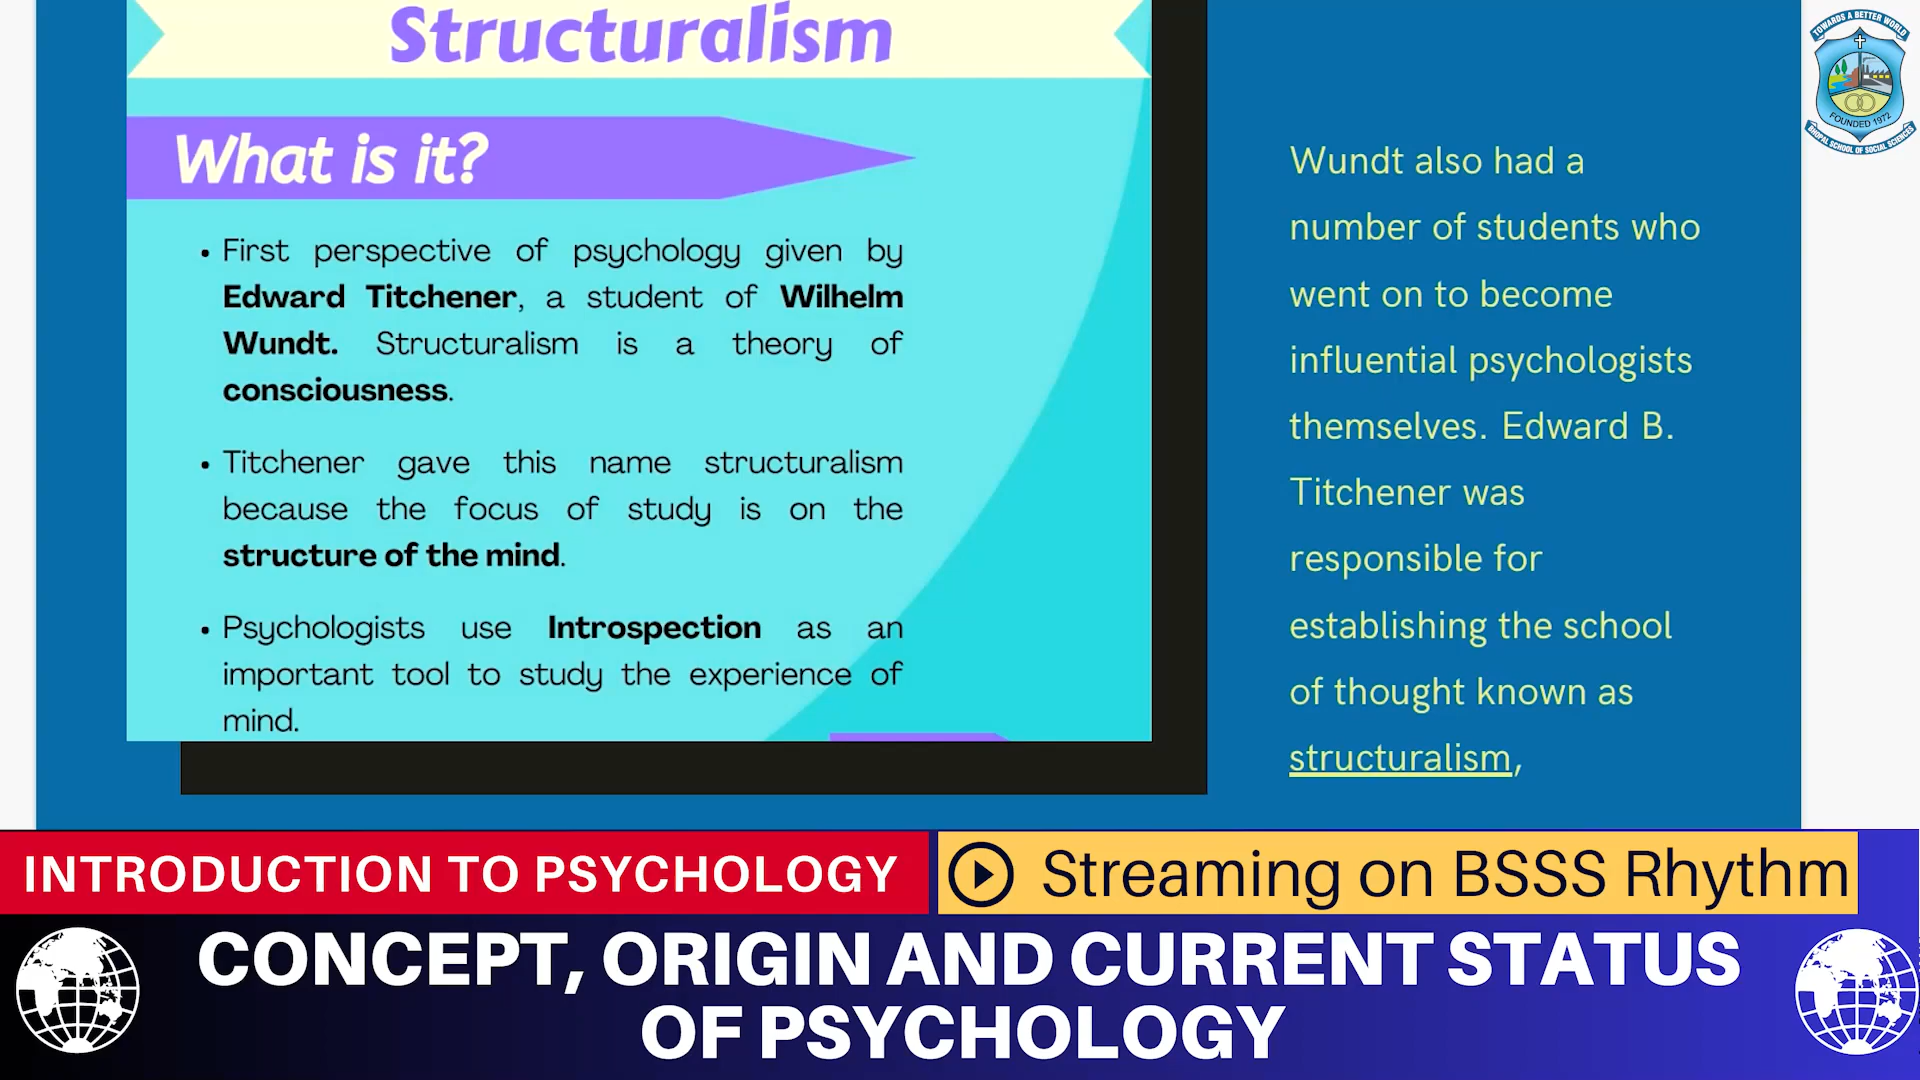 Structuralism
What is it?
• First perspective of psychology given by
Edward Titchener, a student of Wilhelm
Wundt. Structuralism is a theory of
consciousness.
• Titchener gave this name structuralism
because the focus of study is on the
structure of the mind.
• Psychologists use Introspection as an
important tool to study the experience of
mind.
Wundt also had a
number of students who
went on to become
influential psychologists
themselves. Edward B.
Titchener was
responsible for
establishing the school
of thought known as
structuralism,
TOWARDS A BETTER WORLD
FOUNDED 1972
BHOPAL SCHOOL OF SOCIAL SCIENCES
INTRODUCTION TO PSYCHOLOGY
Streaming on BSSS Rhythm
CONCEPT, ORIGIN AND CURRENT STATUS
OF PSYCHOLOGY